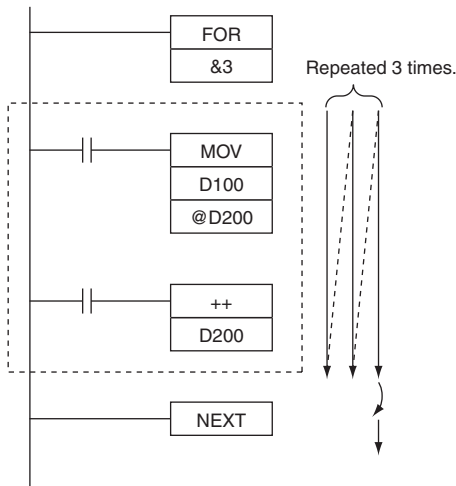 FOR
&3
Repeated 3 times.
MOV
D100
@D200
++
D200
NEXT